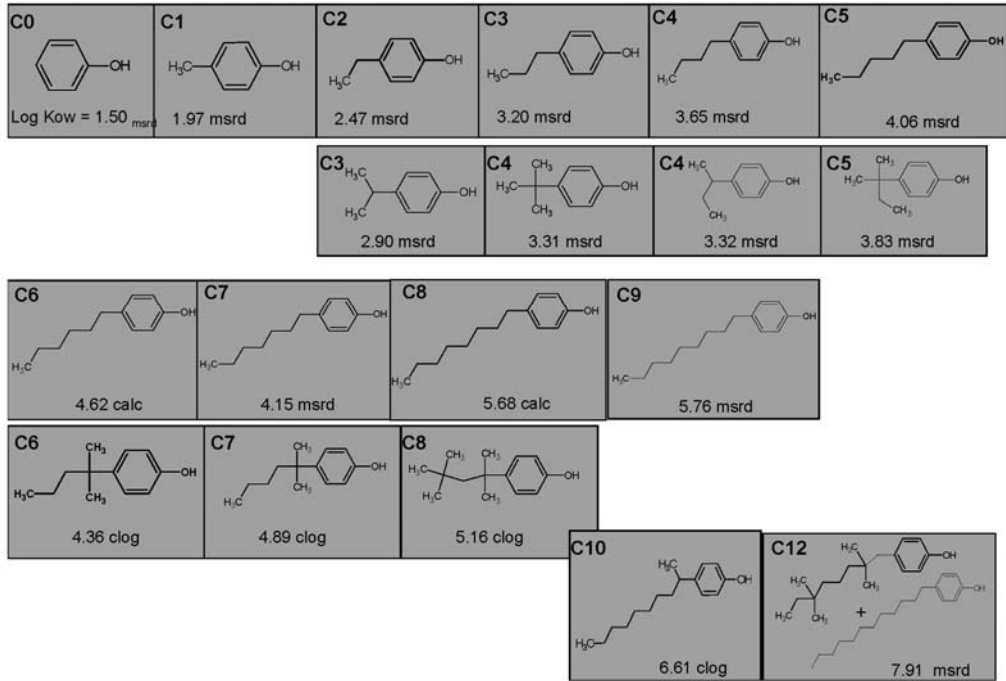 C0 C1 C2 C3 C4 C5
OH H₃C OH OH H₃C OH H₃C OH H₃C OH H₃C OH
Log Kow = 1.50 msrd 1.97 msrd 2.47 msrd 3.20 msrd 3.65 msrd 4.06 msrd
C3 C4 C4 C5
H₃C CH₃ OH CH₃ H₃C CH₃ OH H₃C CH₃ OH CH₃ H₃C CH₃ OH
2.90 msrd 3.31 msrd 3.32 msrd 3.83 msrd
C6 C7 C8 C9
OH H₃C OH H₃C OH H₃C OH H₃C
4.62 calc 4.15 msrd 5.68 calc 5.76 msrd
C6 C7 C8
CH₃ OH H₃C CH₃ CH₃ OH H₃C CH₃ CH₃ CH₃ OH H₃C H₃C CH₃
4.36 clog 4.89 clog 5.16 clog
C10 C12
CH₃ OH H₃C H₃C OH H₃C CH₃ CH₃ H₃C CH₃ + OH
6.61 clog 7.91 msrd